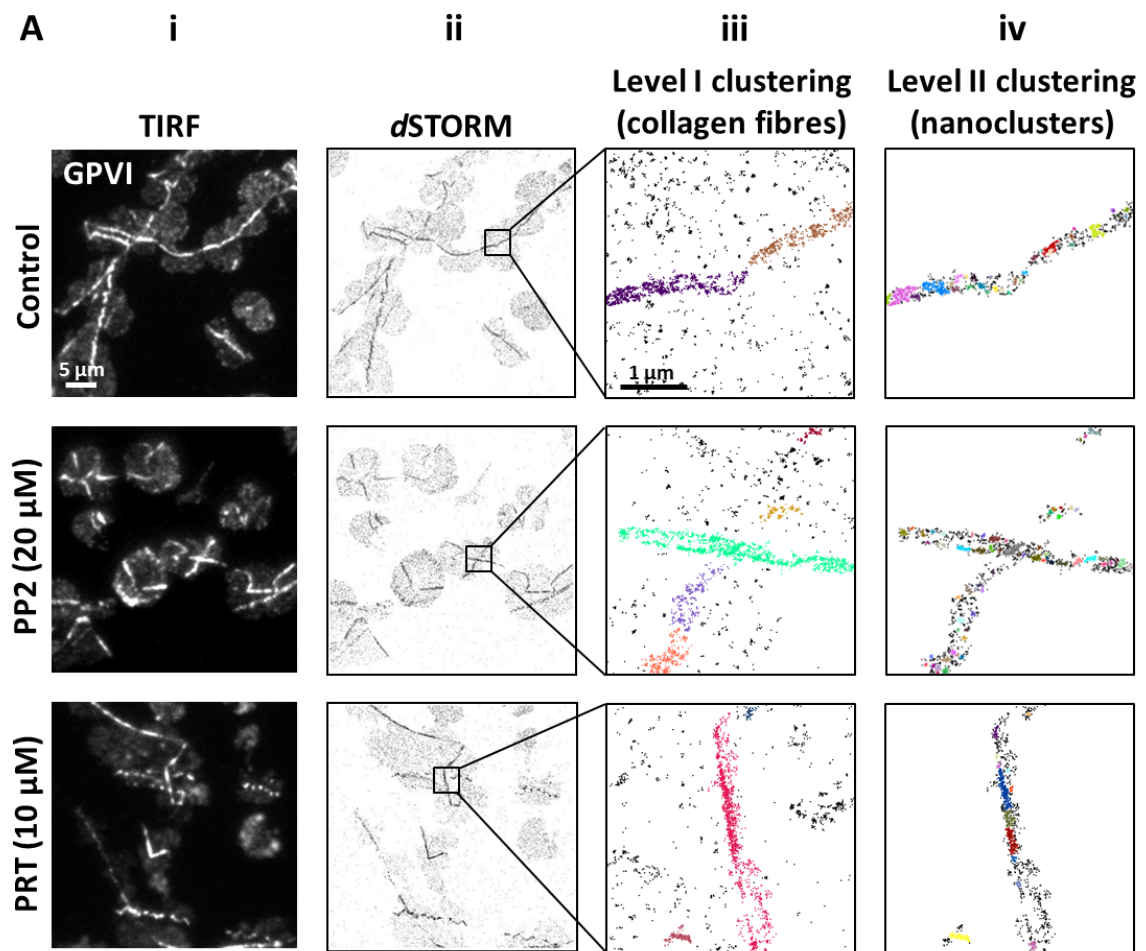 A
i
ii
iii
iv
TIRF
dSTORM
Level I clustering
(collagen fibres)
Level II clustering
(nanoclusters)
Control
GPVI
5 µm
1 µm
PP2 (20 µM)
PRT (10 µM)